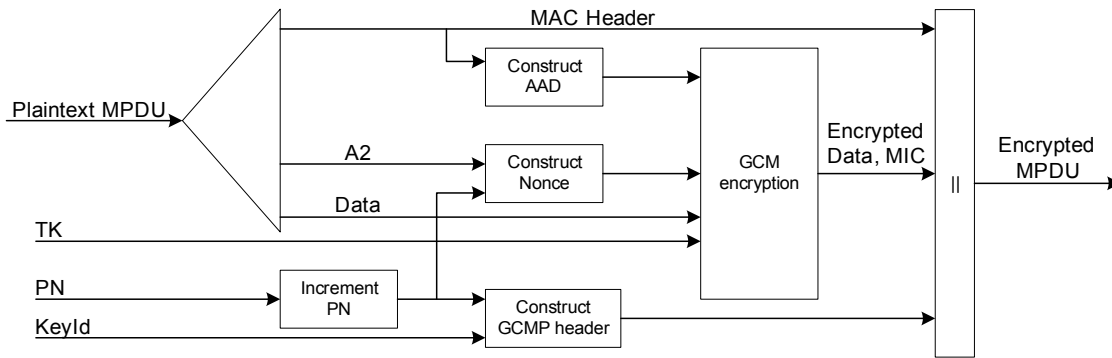 MAC Header
Construct
AAD
Plaintext MPDU
A2
Construct
Nonce
GCM
encryption
Encrypted
Data, MIC
||
Encrypted
MPDU
Data
TK
PN
Increment
PN
Construct
GCMP header
KeyId